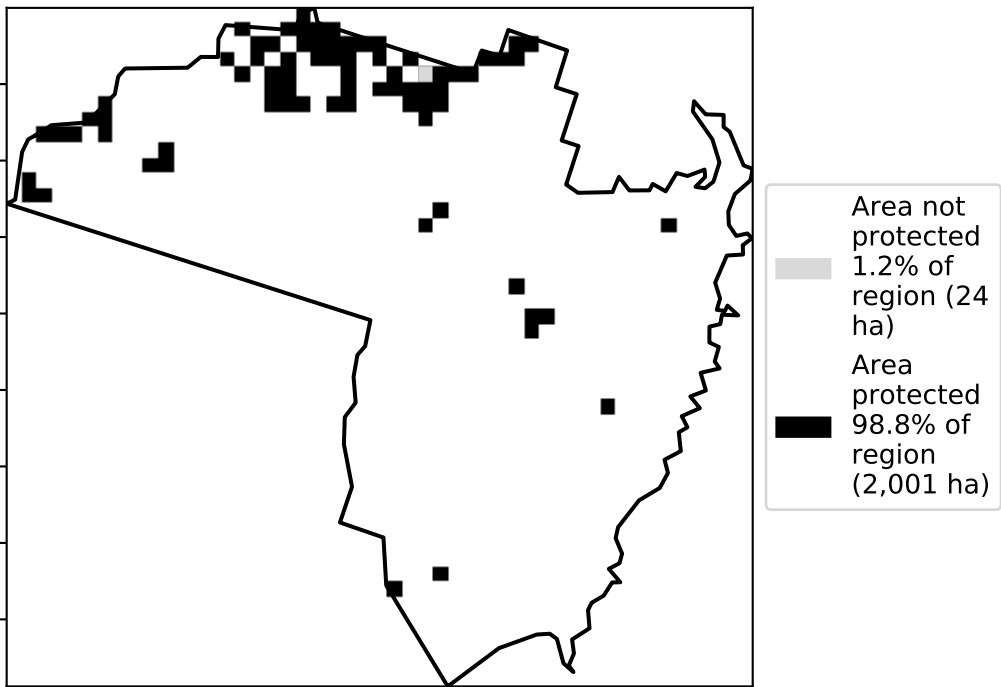 Area not
protected
1.2% of
region (24
ha)
Area
protected
98.8% of
region
(2,001 ha)